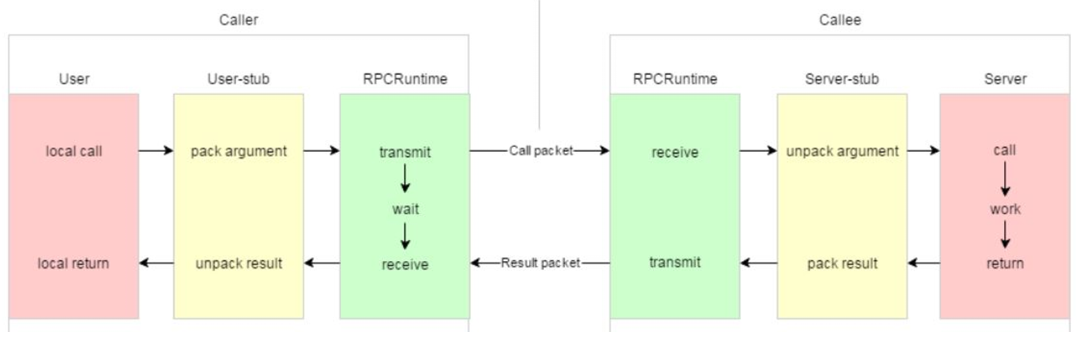 Caller
Callee
User
User-stub
RPCRuntime
RPCRuntime
Server-stub
Server
local call
pack argument
transmit
Call packet
receive
unpack argument
call
wait
work
local return
unpack result
receive
Result packet
transmit
pack result
return